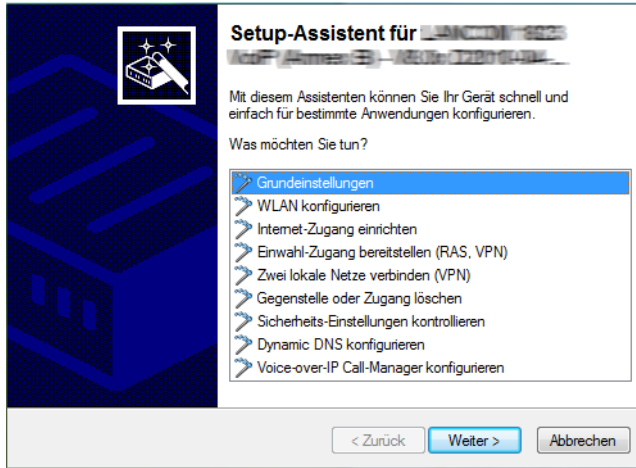 Setup-Assistent für
Mit diesem Assistenten können Sie Ihr Gerät schnell und
einfach für bestimmte Anwendungen konfigurieren.
Was möchten Sie tun?
Grundeinstellungen
WLAN konfigurieren
Internet-Zugang einrichten
Einwahl-Zugang bereitstellen (RAS, VPN)
Zwei lokale Netze verbinden (VPN)
Gegenstelle oder Zugang löschen
Sicherheits-Einstellungen kontrollieren
Dynamic DNS konfigurieren
Voice-over-IP Call-Manager konfigurieren
< Zurück Weiter > Abbrechen